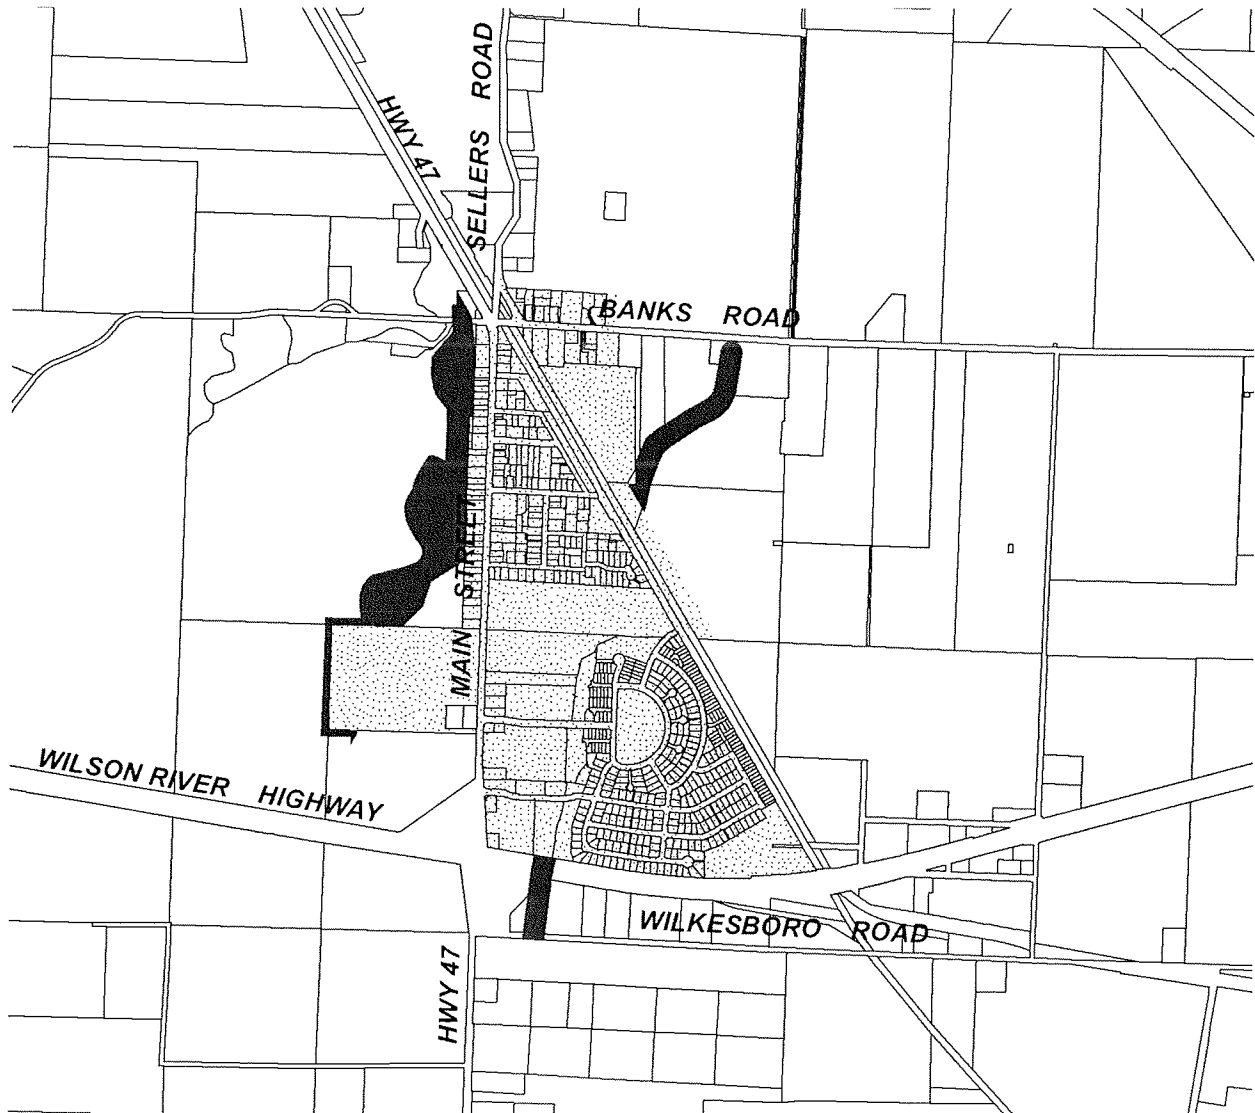 SELLERS ROAD
HWY 47
BANKS ROAD
MAIN STREET
WILSON RIVER HIGHWAY
WILKESBORO ROAD
HWY 47